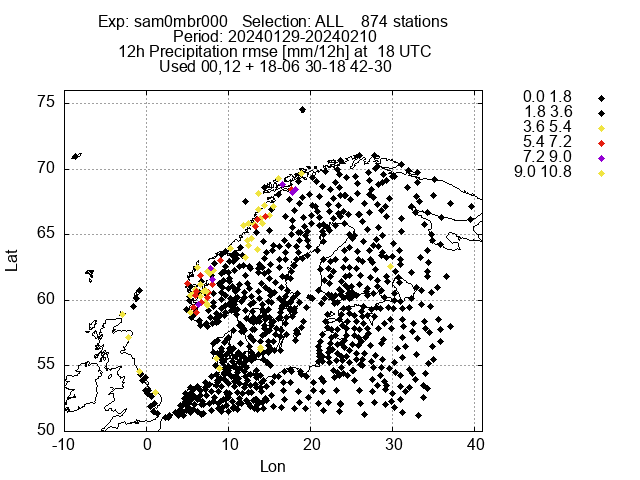 Exp: sam0mbr000 Selection: ALL 874 stations
Period: 20240129-20240210
12h Precipitation rmse [mm/12h] at 18 UTC
Used 00,12 + 18-06 30-18 42-30
0.0 1.8
1.8 3.6
3.6 5.4
5.4 7.2
7.2 9.0
9.0 10.8
75
70
65
60
55
50
Lat
-10 0 10 20 30 40
Lon